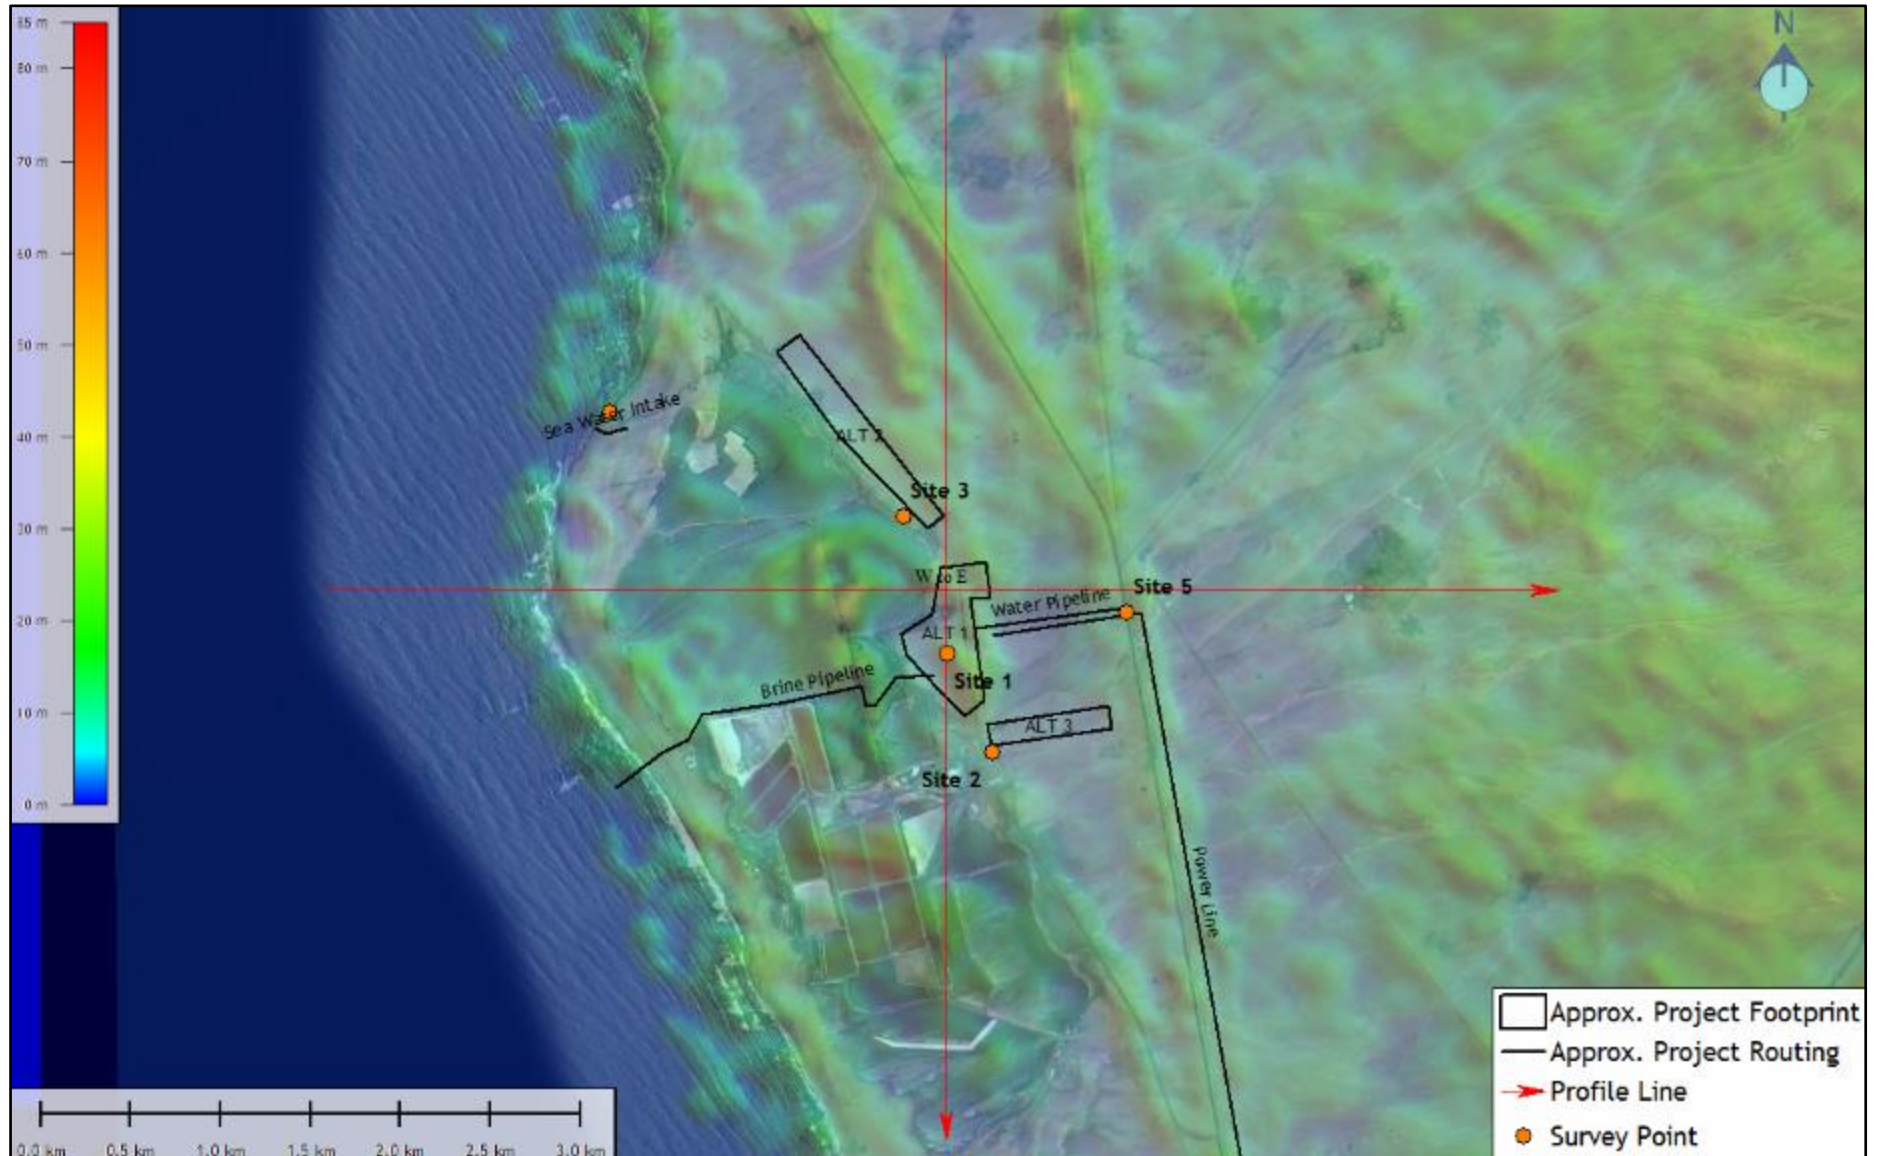 N
85 m
80 m
70 m
60 m
50 m
40 m
30 m
20 m
10 m
0 m
Sea Water Intake
ALT 2
Site 3
W to E
Site 5
Water Pipeline
ALT 1
Site 1
Brine Pipeline
ALT 3
Site 2
Power Line
Approx. Project Footprint
Approx. Project Routing
Profile Line
Survey Point
0.0 km 0.5 km 1.0 km 1.5 km 2.0 km 2.5 km 3.0 km